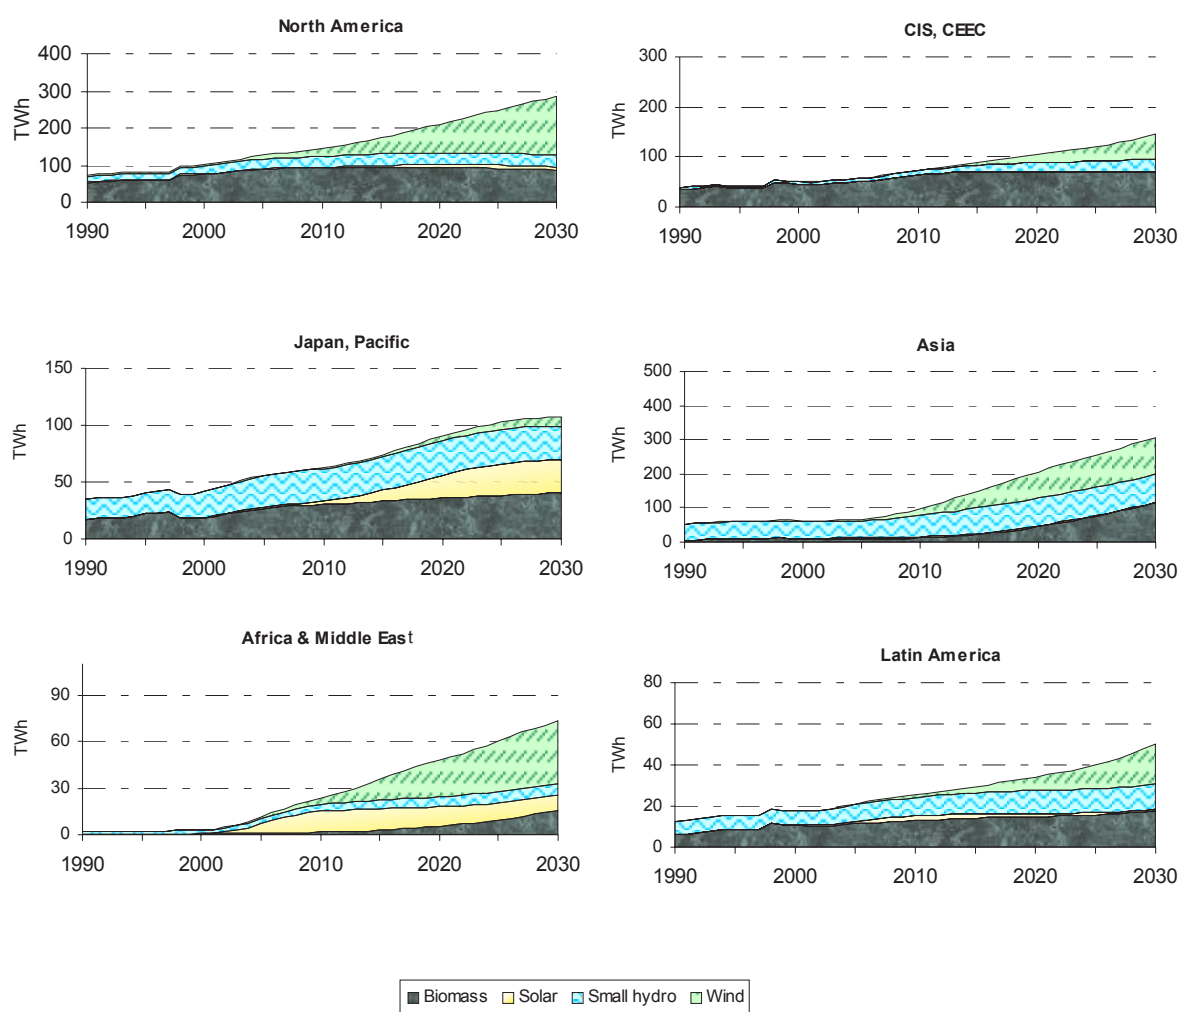 North America
400
300
200
100
0
TWh
1990 2000 2010 2020 2030
CIS, CEEC
300
200
100
0
TWh
1990 2000 2010 2020 2030
Japan, Pacific
150
100
50
0
TWh
1990 2000 2010 2020 2030
Asia
500
400
300
200
100
0
TWh
1990 2000 2010 2020 2030
Africa & Middle East
90
60
30
0
TWh
1990 2000 2010 2020 2030
Latin America
80
60
40
20
0
TWh
1990 2000 2010 2020 2030
Biomass Solar Small hydro Wind